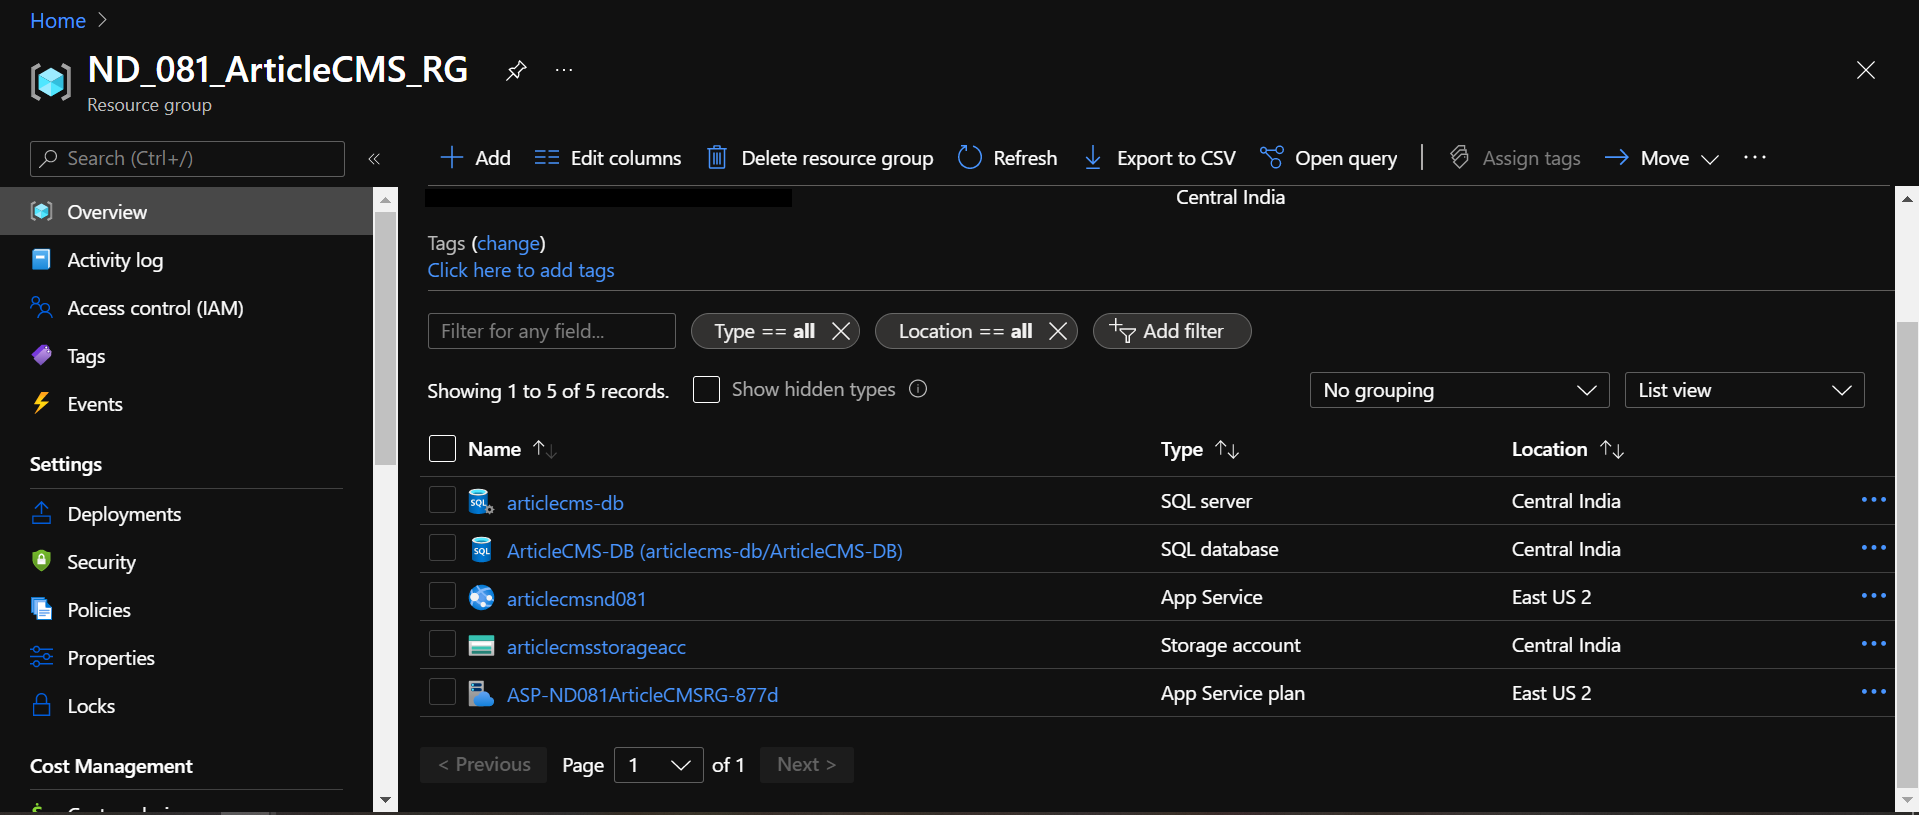 Home
ND_081_ArticleCMS_RG
Resource group
Search (Ctrl+/)
Add Edit columns Delete resource group Refresh Export to CSV Open query Assign tags Move
Overview
Activity log
Access control (IAM)
Tags
Events
Settings
Deployments
Security
Policies
Properties
Locks
Cost Management
Central India
Tags (change)
Click here to add tags
Filter for any field... Type == all Location == all Add filter
Showing 1 to 5 of 5 records. Show hidden types No grouping List view
Name Type Location
articlecms-db SQL server Central India
ArticleCMS-DB (articlecms-db/ArticleCMS-DB) SQL database Central India
articlecmsnd081 App Service East US 2
articlecmsstorageacc Storage account Central India
ASP-ND081ArticleCMSRG-877d App Service plan East US 2
< Previous Page 1 of 1 Next >